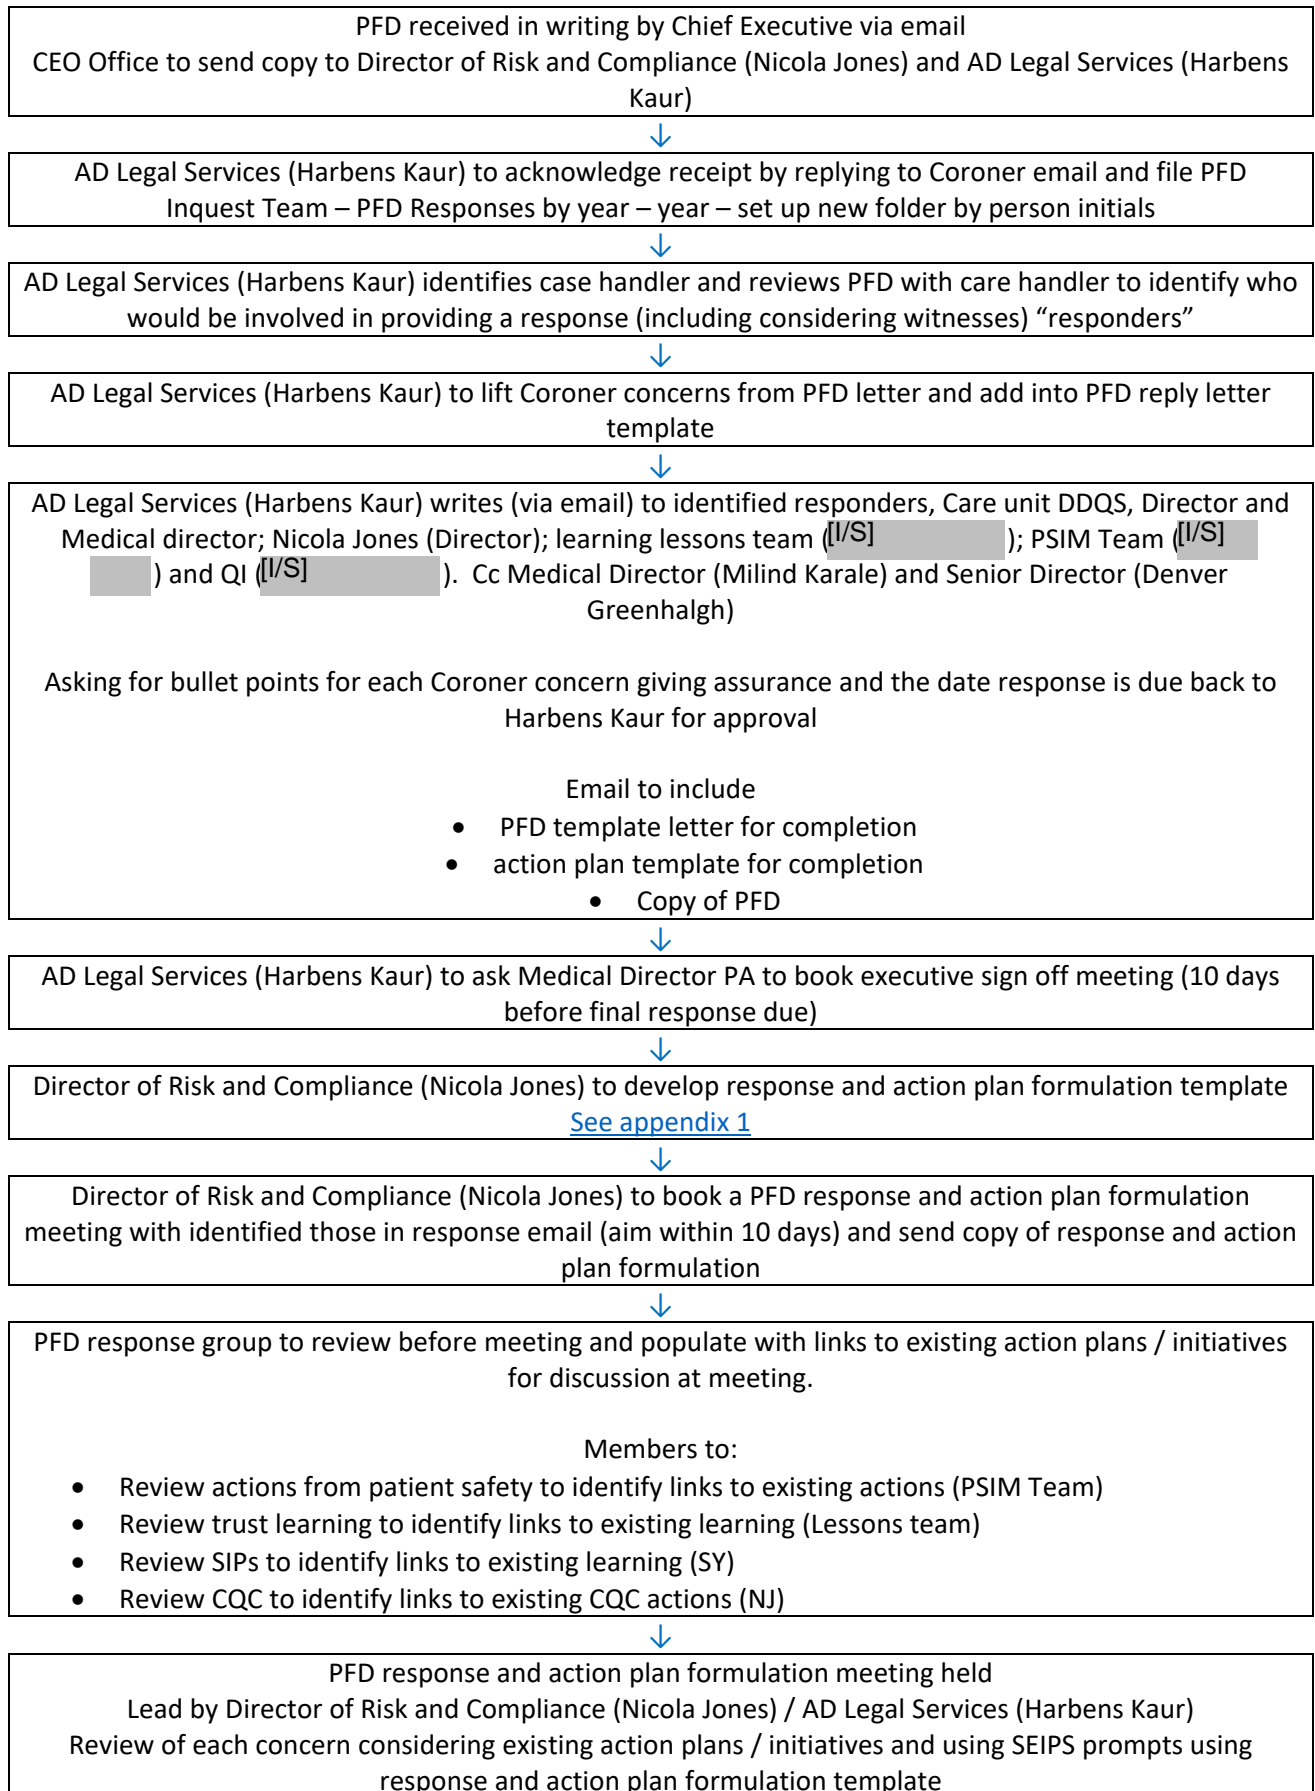 PFD received in writing by Chief Executive via email
CEO Office to send copy to Director of Risk and Compliance (Nicola Jones) and AD Legal Services (Harbens
Kaur)
↓
AD Legal Services (Harbens Kaur) to acknowledge receipt by replying to Coroner email and file PFD
Inquest Team – PFD Responses by year – year – set up new folder by person initials
↓
AD Legal Services (Harbens Kaur) identifies case handler and reviews PFD with care handler to identify who
would be involved in providing a response (including considering witnesses) “responders”
↓
AD Legal Services (Harbens Kaur) to lift Coroner concerns from PFD letter and add into PFD reply letter
template
↓
AD Legal Services (Harbens Kaur) writes (via email) to identified responders, Care unit DDQS, Director and
Medical director; Nicola Jones (Director); learning lessons team ([I/S] ); PSIM Team ([I/S]
) and QI ([I/S] ). Cc Medical Director (Milind Karale) and Senior Director (Denver
Greenhalgh)
Asking for bullet points for each Coroner concern giving assurance and the date response is due back to
Harbens Kaur for approval
Email to include
• PFD template letter for completion
• action plan template for completion
• Copy of PFD
↓
AD Legal Services (Harbens Kaur) to ask Medical Director PA to book executive sign off meeting (10 days
before final response due)
↓
Director of Risk and Compliance (Nicola Jones) to develop response and action plan formulation template
See appendix 1
↓
Director of Risk and Compliance (Nicola Jones) to book a PFD response and action plan formulation
meeting with identified those in response email (aim within 10 days) and send copy of response and action
plan formulation
↓
PFD response group to review before meeting and populate with links to existing action plans / initiatives
for discussion at meeting.
Members to:
• Review actions from patient safety to identify links to existing actions (PSIM Team)
• Review trust learning to identify links to existing learning (Lessons team)
• Review SIPs to identify links to existing learning (SY)
• Review CQC to identify links to existing CQC actions (NJ)
↓
PFD response and action plan formulation meeting held
Lead by Director of Risk and Compliance (Nicola Jones) / AD Legal Services (Harbens Kaur)
Review of each concern considering existing action plans / initiatives and using SEIPS prompts using
response and action plan formulation template